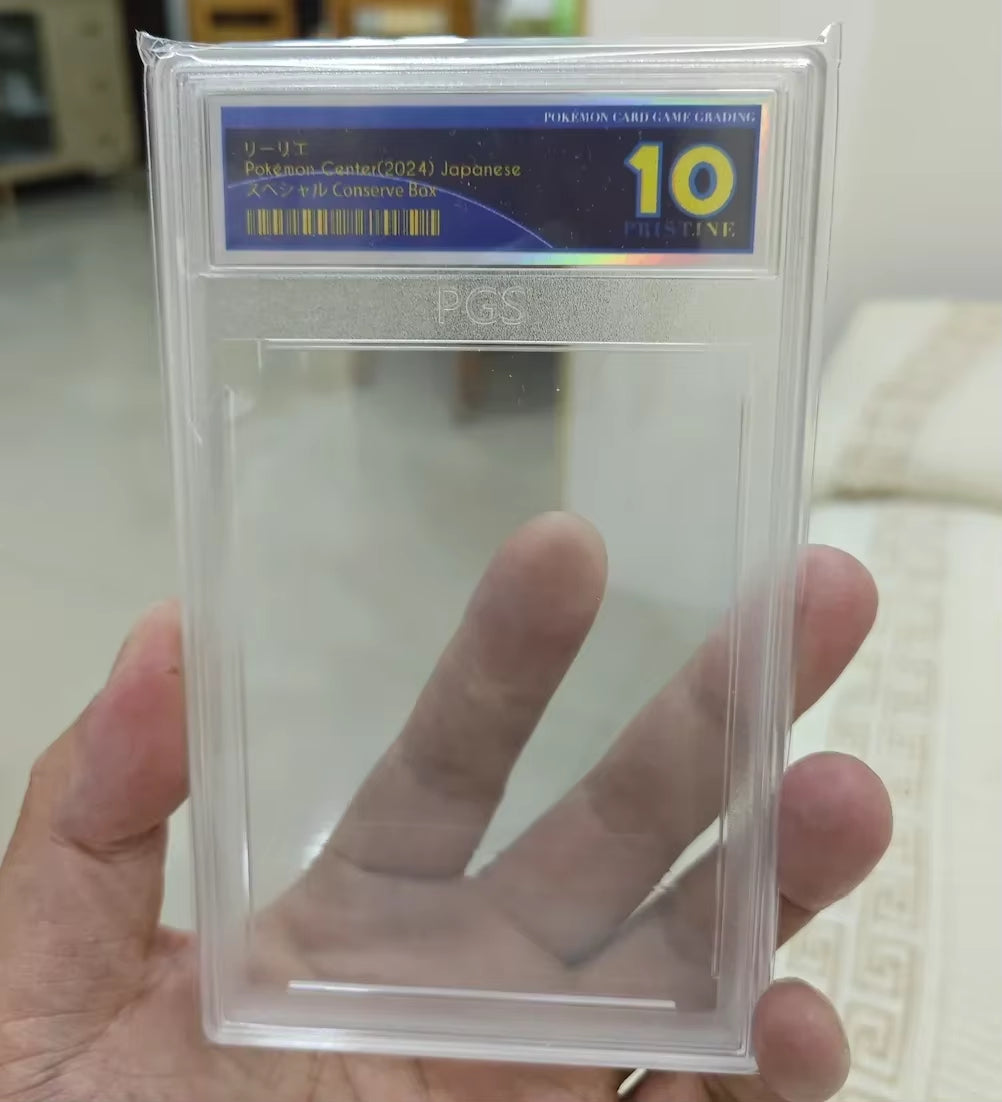 POKÉMON CARD GAME GRADING
リーリエ
Pokémon Center(2024) Japanese
スペシャル Conserve Box
10
PRISTINE
PGS